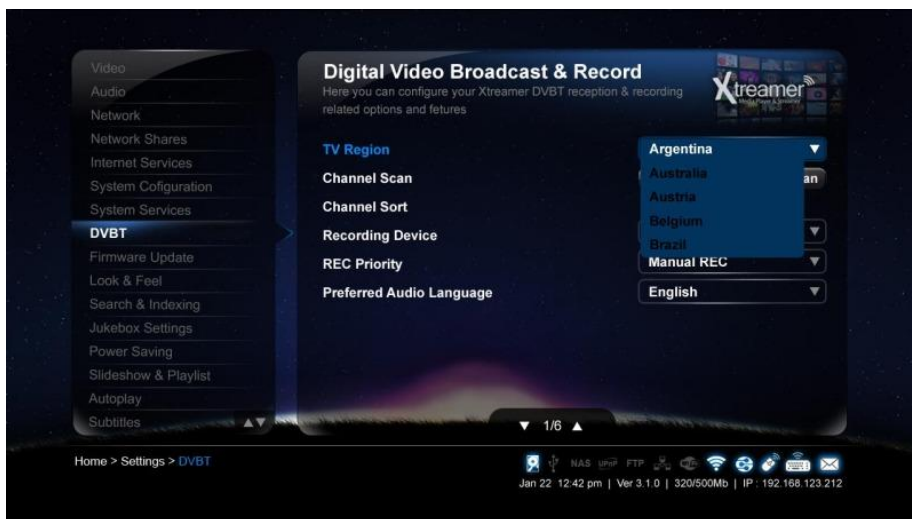 Video
Audio
Network
Network Shares
Internet Services
System Cofiguration
System Services
DVBT
Firmware Update
Look & Feel
Search & Indexing
Jukebox Settings
Power Saving
Slideshow & Playlist
Autoplay
Subtitles
Digital Video Broadcast & Record
Here you can configure your Xtreamer DVBT reception & recording
related options and fetures
Xtreamer
Media Player & Streamer
TV Region
Argentina
Australia
Austria
Belgium
Brazil
Channel Scan
an
Channel Sort
Recording Device
REC Priority
Manual REC
Preferred Audio Language
English
1/6
Home > Settings > DVBT
NAS UPnP FTP
Jan 22 12:42 pm | Ver 3.1.0 | 320/500Mb | IP : 192.168.123.212